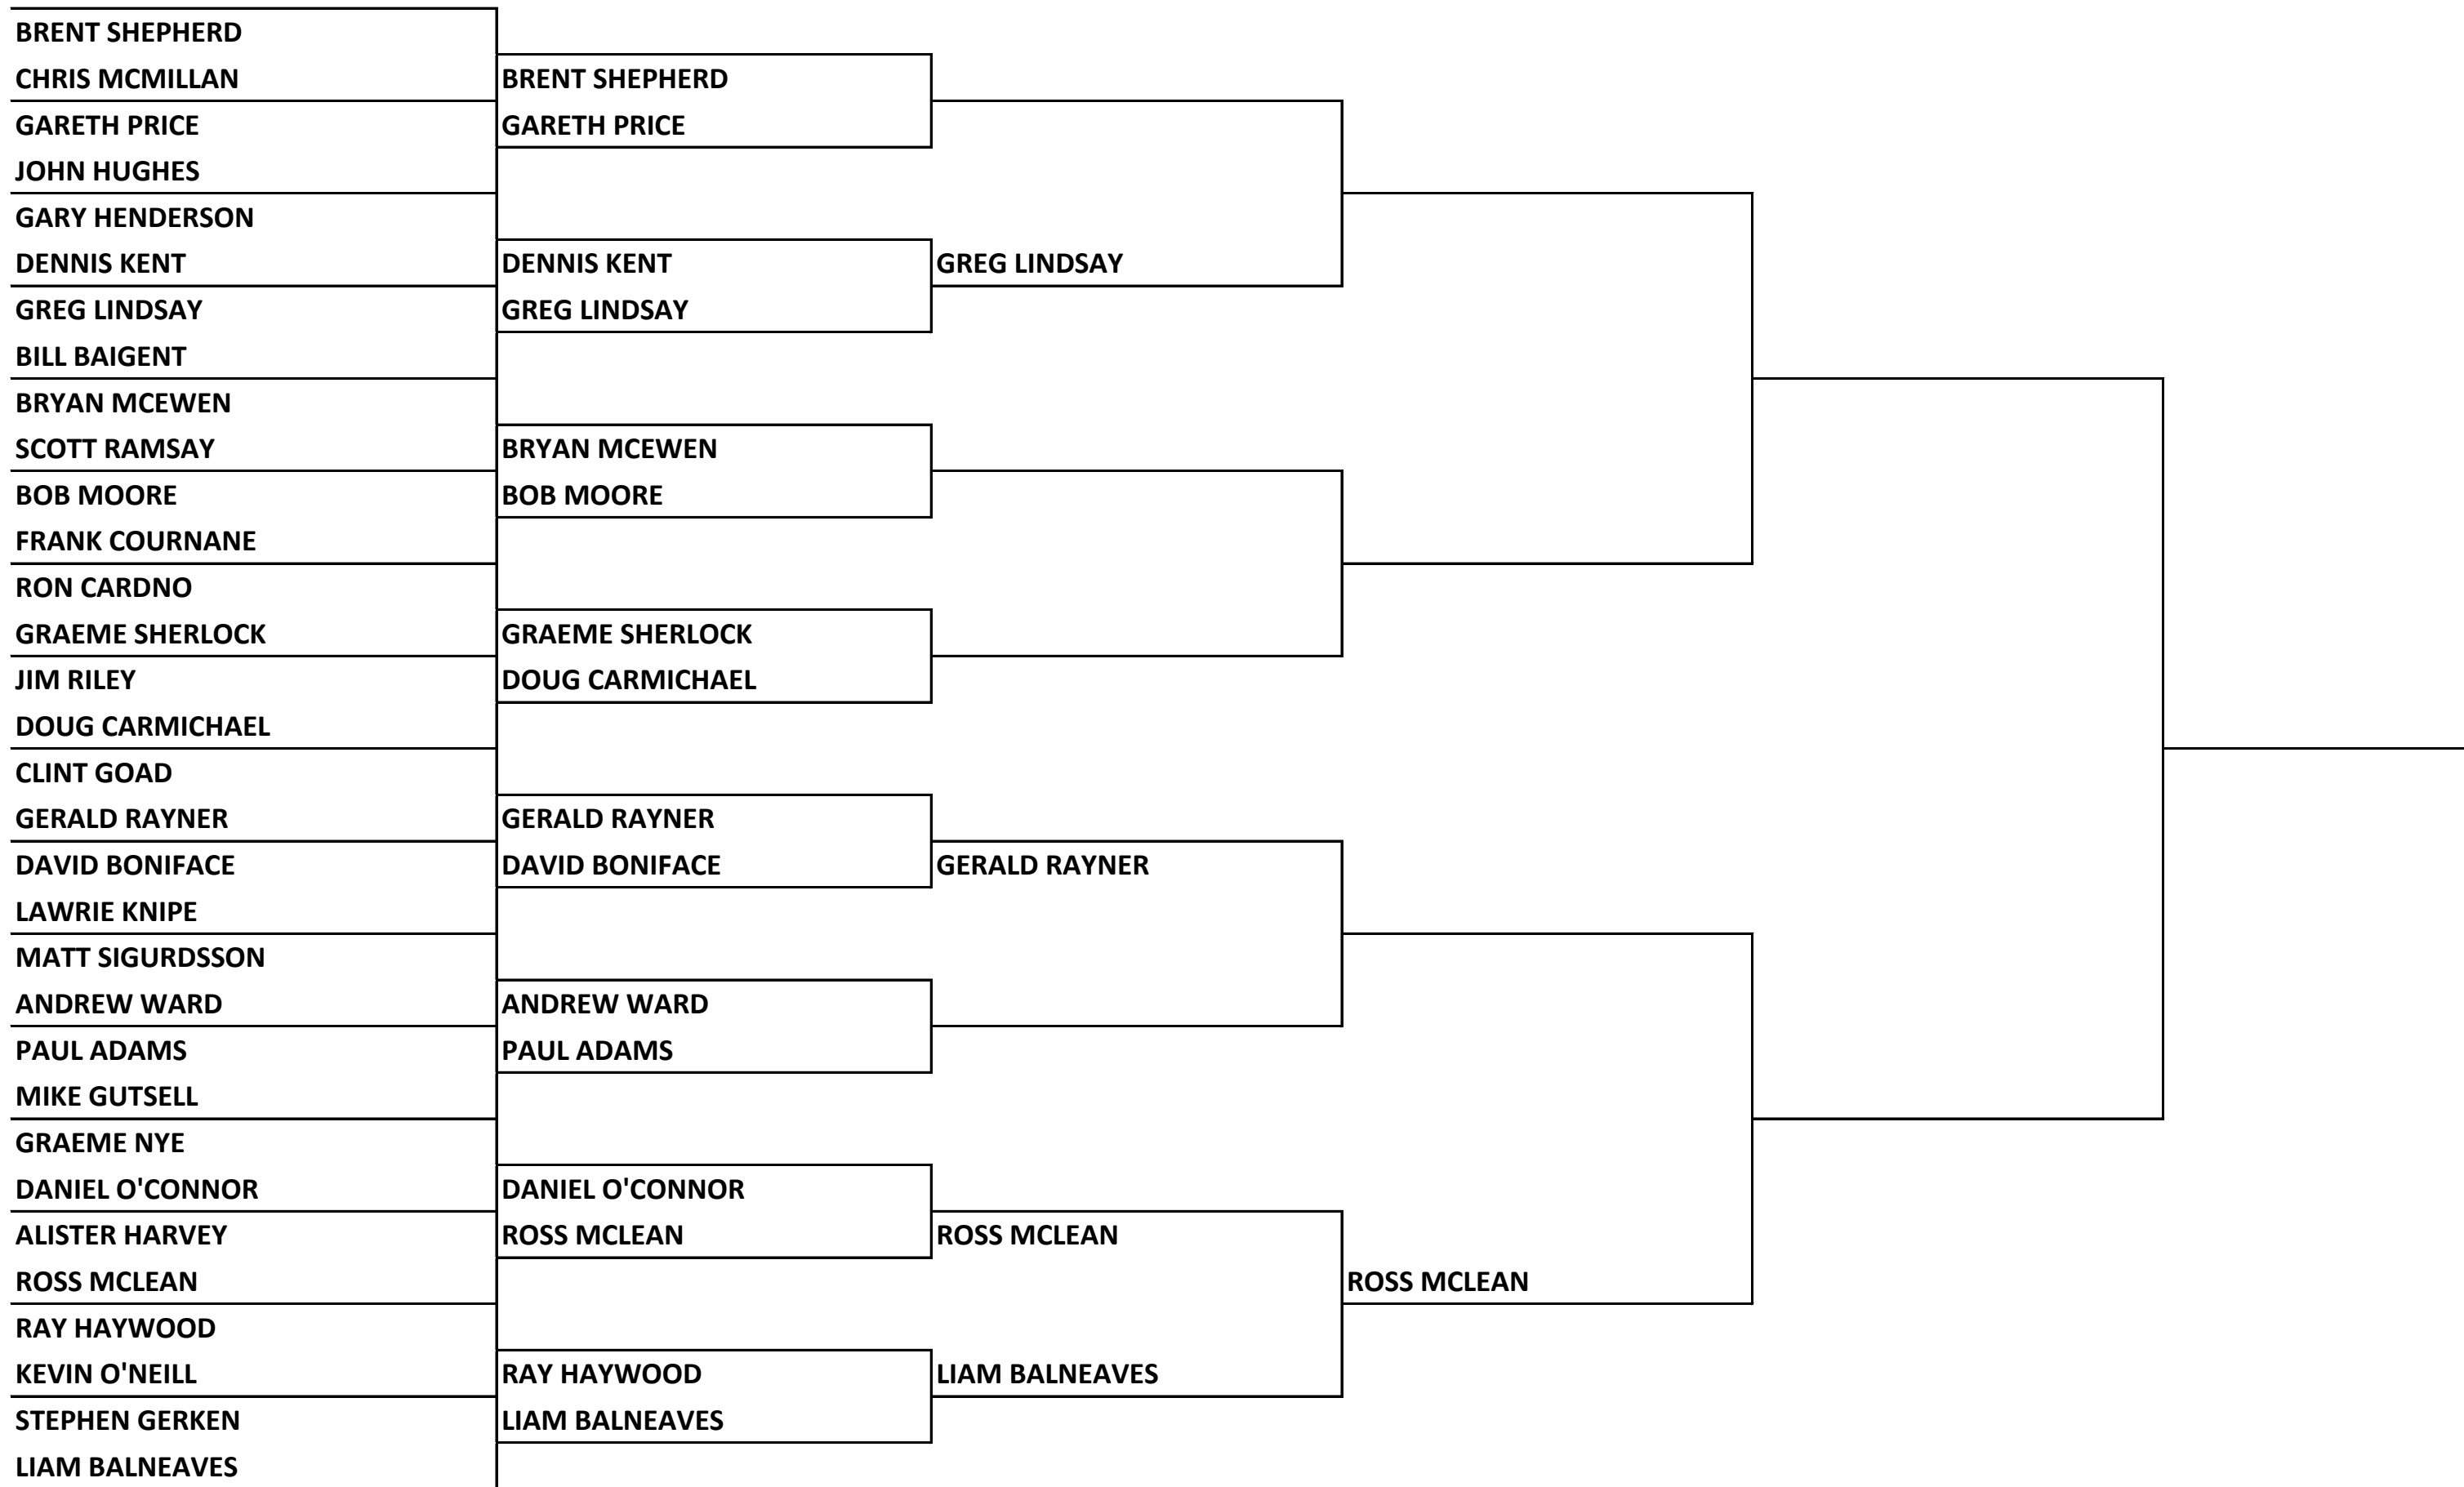 BRENT SHEPHERD
CHRIS MCMILLAN
GARETH PRICE
JOHN HUGHES
GARY HENDERSON
DENNIS KENT
GREG LINDSAY
BILL BAIGENT
BRYAN MCEWEN
SCOTT RAMSAY
BOB MOORE
FRANK COURNANE
RON CARDNO
GRAEME SHERLOCK
JIM RILEY
DOUG CARMICHAEL
CLINT GOAD
GERALD RAYNER
DAVID BONIFACE
LAWRIE KNIPE
MATT SIGURDSSON
ANDREW WARD
PAUL ADAMS
MIKE GUTSELL
GRAEME NYE
DANIEL O'CONNOR
ALISTER HARVEY
ROSS MCLEAN
RAY HAYWOOD
KEVIN O'NEILL
STEPHEN GERKEN
LIAM BALNEAVES
BRENT SHEPHERD
GARETH PRICE
DENNIS KENT
GREG LINDSAY
BRYAN MCEWEN
BOB MOORE
GRAEME SHERLOCK
DOUG CARMICHAEL
GERALD RAYNER
DAVID BONIFACE
ANDREW WARD
PAUL ADAMS
DANIEL O'CONNOR
ROSS MCLEAN
RAY HAYWOOD
LIAM BALNEAVES
GREG LINDSAY
GERALD RAYNER
ROSS MCLEAN
LIAM BALNEAVES
ROSS MCLEAN